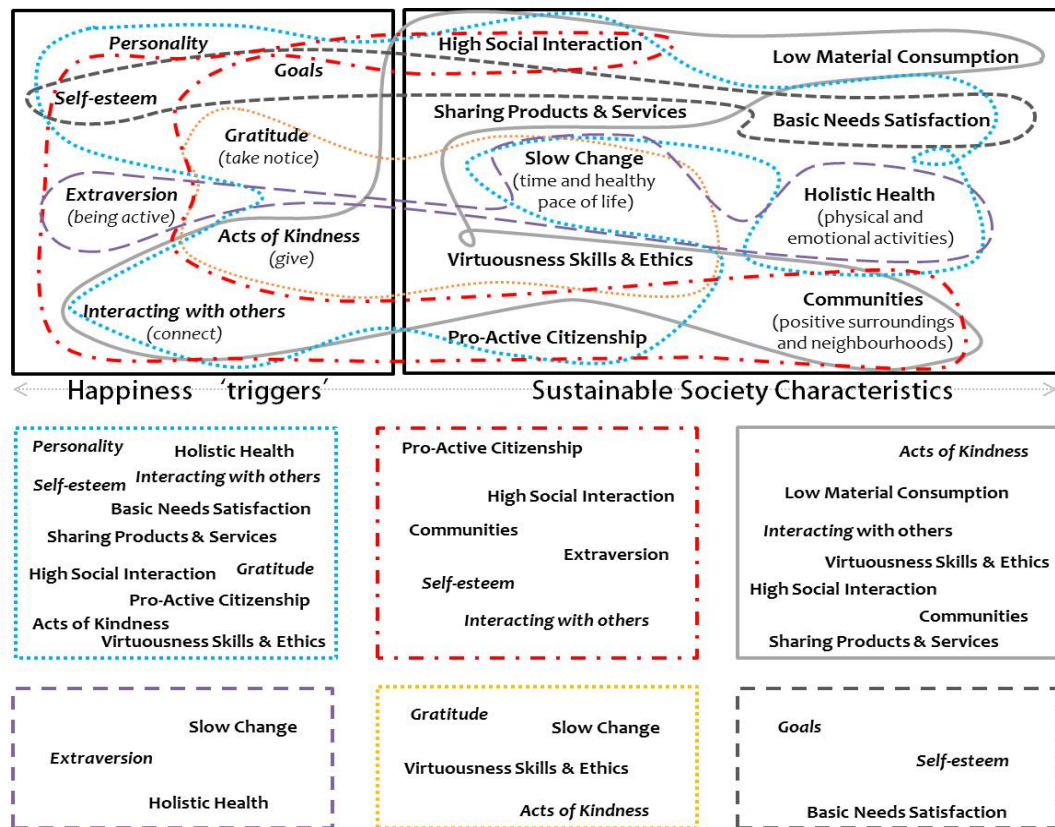 Personality
Goals
Self-esteem
Gratitude
(take notice)
Extraversion
(being active)
Acts of Kindness
(give)
Interacting with others
(connect)
High Social Interaction
Low Material Consumption
Sharing Products & Services
Basic Needs Satisfaction
Slow Change
(time and healthy
pace of life)
Holistic Health
(physical and
emotional activities)
Virtuousness Skills & Ethics
Communities
(positive surroundings
and neighbourhoods)
Pro-Active Citizenship
Happiness 'triggers'
Sustainable Society Characteristics
Personality
Holistic Health
Self-esteem
Interacting with others
Basic Needs Satisfaction
Sharing Products & Services
High Social Interaction
Gratitude
Pro-Active Citizenship
Acts of Kindness
Virtuousness Skills & Ethics
Pro-Active Citizenship
High Social Interaction
Communities
Extraversion
Self-esteem
Interacting with others
Acts of Kindness
Low Material Consumption
Interacting with others
Virtuousness Skills & Ethics
High Social Interaction
Communities
Sharing Products & Services
Slow Change
Extraversion
Holistic Health
Gratitude
Slow Change
Virtuousness Skills & Ethics
Acts of Kindness
Goals
Self-esteem
Basic Needs Satisfaction